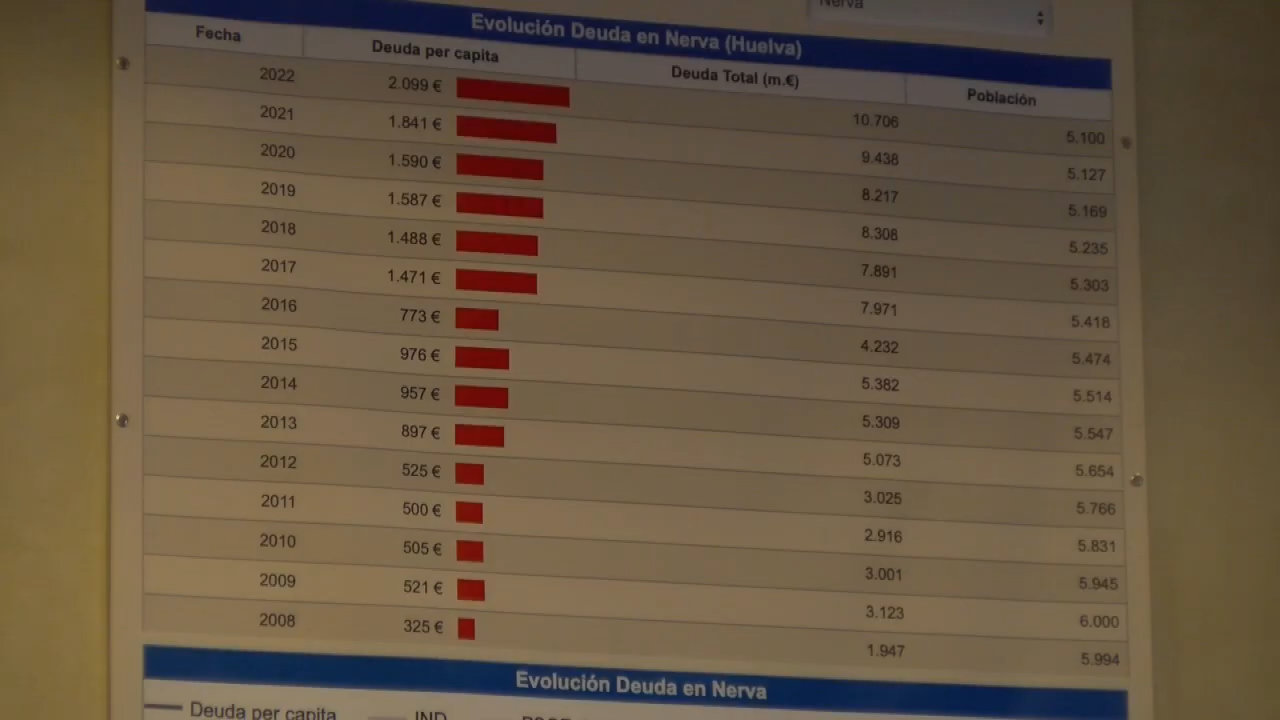 Nerva
Evolución Deuda en Nerva (Huelva)
Fecha Deuda per capita Deuda Total (m.€) Población
2022 2.099 € 10.706 5.100
2021 1.841 € 9.438 5.127
2020 1.590 € 8.217 5.169
2019 1.587 € 8.308 5.235
2018 1.488 € 7.891 5.303
2017 1.471 € 7.971 5.418
2016 773 € 4.232 5.474
2015 976 € 5.382 5.514
2014 957 € 5.309 5.547
2013 897 € 5.073 5.654
2012 525 € 3.025 5.766
2011 500 € 2.916 5.831
2010 505 € 3.001 5.945
2009 521 € 3.123 6.000
2008 325 € 1.947 5.994
Evolución Deuda en Nerva
Deuda per capita IND